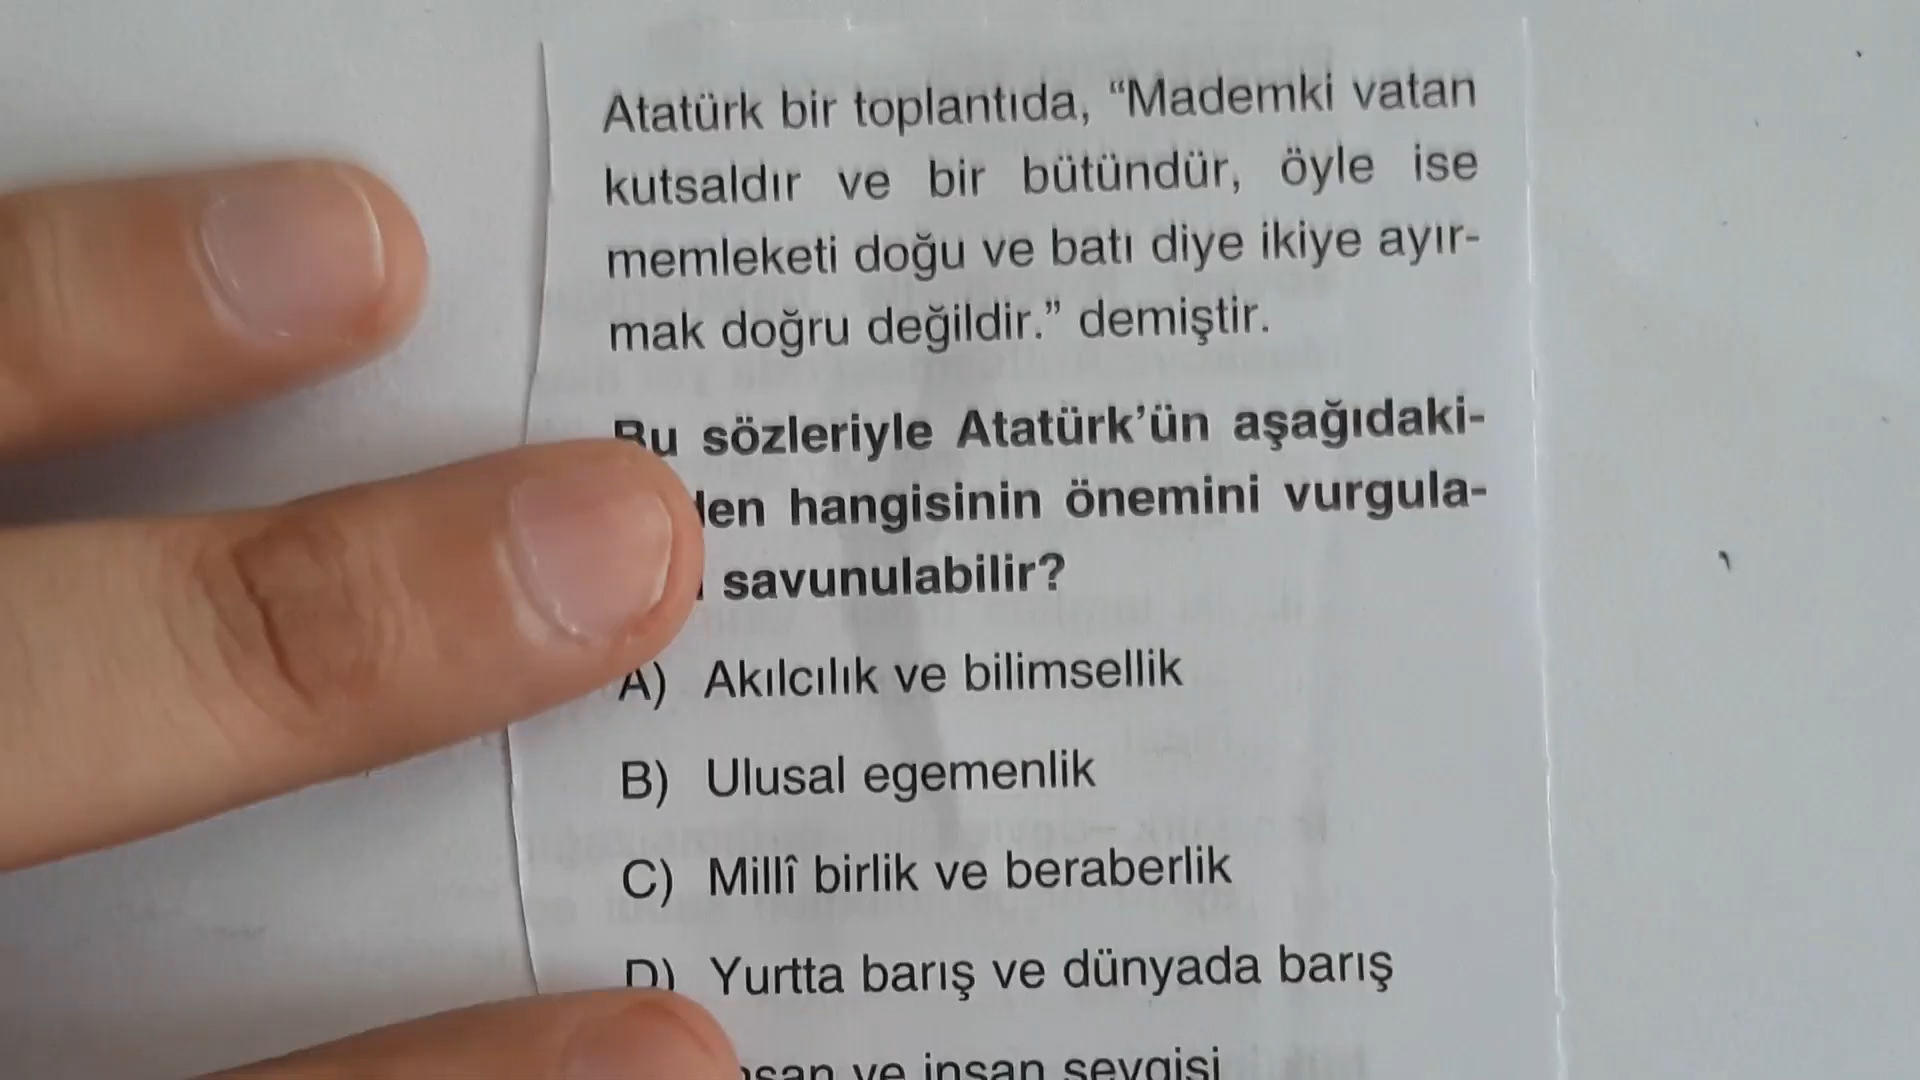 Atatürk bir toplantıda, “Mademki vatan
kutsaldır ve bir bütündür, öyle ise
memleketi doğu ve batı diye ikiye ayır-
mak doğru değildir.” demiştir.
Bu sözleriyle Atatürk’ün aşağıdaki-
hangisinin önemini vurgula-
savunulabilir?
A) Akılcılık ve bilimsellik
B) Ulusal egemenlik
C) Millî birlik ve beraberlik
D) Yurtta barış ve dünyada barış
ve insan sevgisi